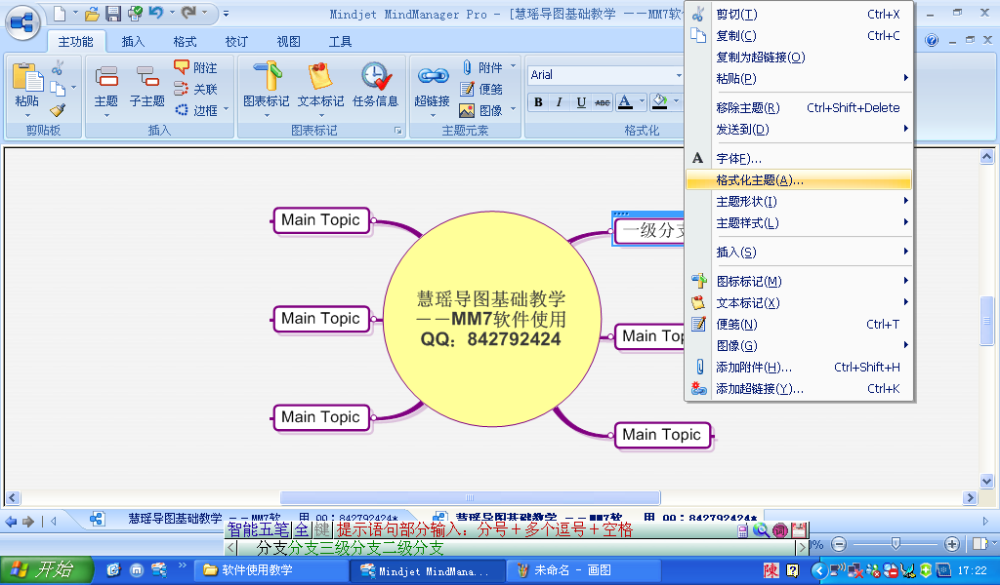 Mindjet MindManager Pro - [慧瑶导图基础教学 －－MM7软
主功能 插入 格式 校订 视图 工具
粘贴
剪贴板
主题 子主题
附注
关联
边框
插入
图表标记 文本标记 任务信息
图表标记
超链接
附件
便笺
图像
主题元素
Arial
B I U ABC A
格式化
剪切(T) Ctrl+X
复制(C) Ctrl+C
复制为超链接(O)
粘贴(P)
移除主题(R) Ctrl+Shift+Delete
发送到(D)
字体F)...
格式化主题(A)...
主题形状(I)
主题样式(L)
插入(S)
图标标记(M)
文本标记(X)
便笺(N) Ctrl+T
图像(G)
添加附件(H)... Ctrl+Shift+H
添加超链接(Y)... Ctrl+K
Main Topic
一级分支
Main Topic
慧瑶导图基础教学
－－MM7软件使用
QQ：842792424
Main Top
Main Topic
Main Topic
慧瑶导图基础教学 －－MM7软 用 QQ：842792424*
慧瑶导图基础教学 －－MM7软 用 QQ：842792424*
智能五笔 全 键 提示语句部分输入：分号＋多个逗号＋空格
分支分支三级分支二级分支
0%
开始
软件使用教学
Mindjet MindMana...
未命名 - 画图
陳
17:22